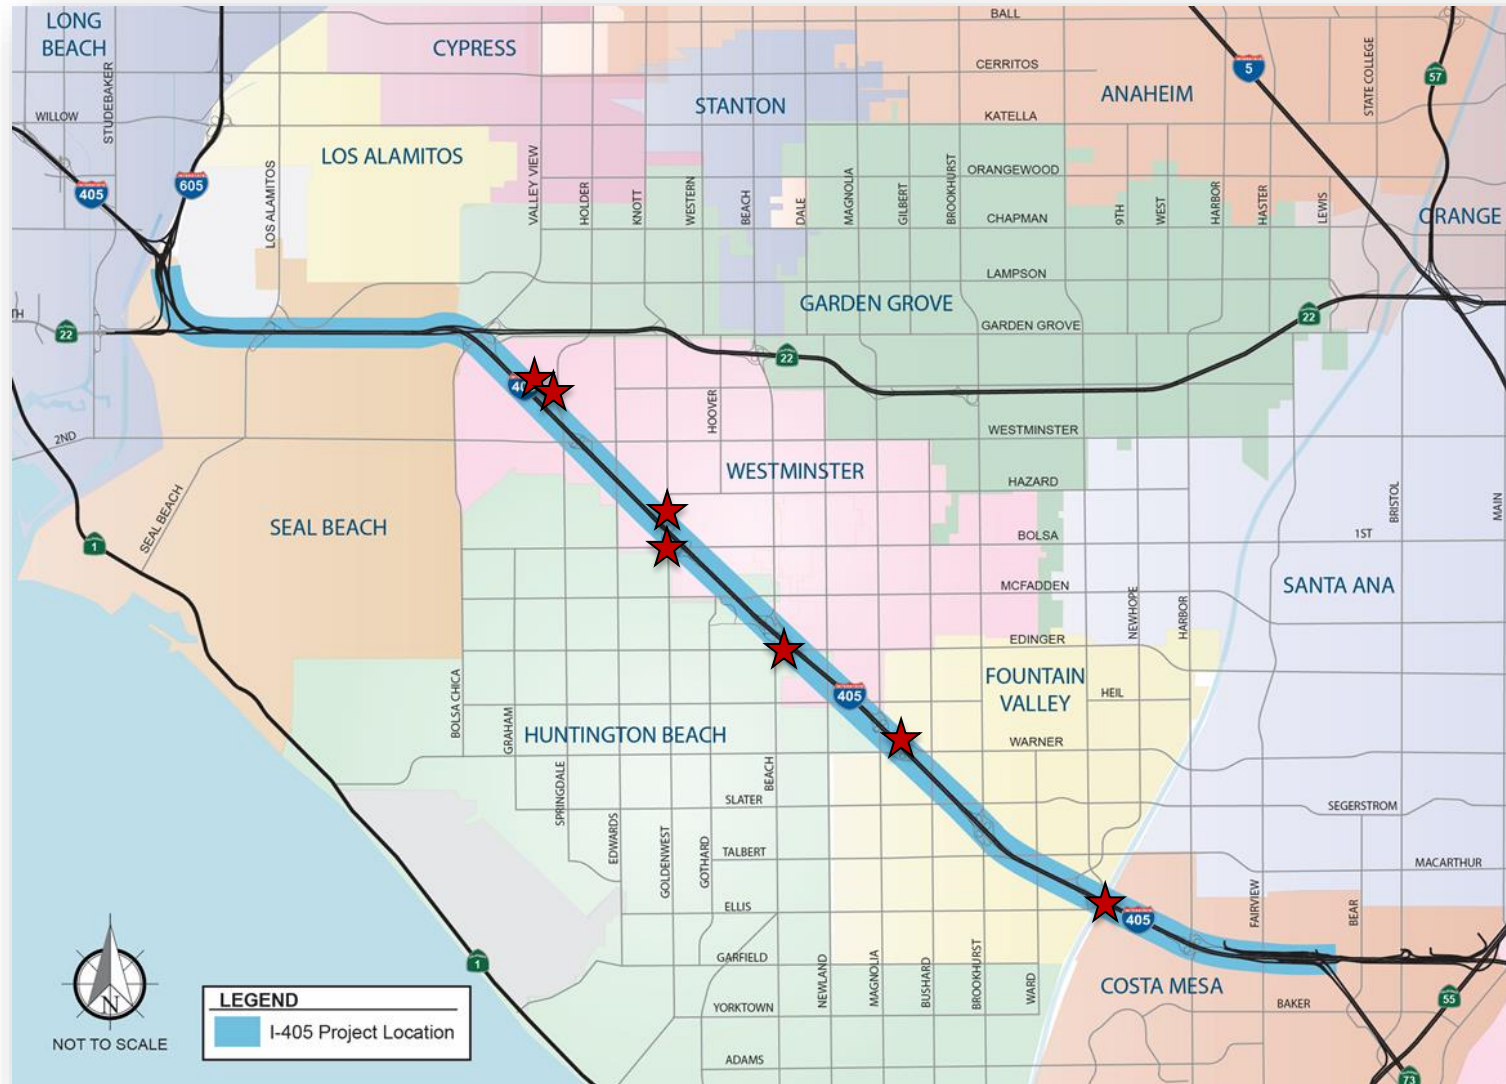 LONG
BEACH
CYPRESS
BALL
CERRITOS
5
STATE COLLEGE
57
STUDEBAKER
WILLOW
STANTON
ANAHEIM
KATELLA
LOS ALAMITOS
405
605
LOS ALAMITOS
VALLEY VIEW
HOLDER
KNOTT
WESTERN
BEACH
DALE
MAGNOLIA
GILBERT
BROOKHURST
ORANGEWOOD
CHAPMAN
9TH
WEST
HARBOR
HASTER
LEWIS
ORANGE
LAMPSON
GARDEN GROVE
GARDEN GROVE
22
TH
22
22
40
HOOVER
2ND
WESTMINSTER
WESTMINSTER
HAZARD
SEAL BEACH
SEAL BEACH
1
BOLSA
BRISTOL
MAIN
1ST
MCFADDEN
SANTA ANA
NEWHOPE
HARBOR
EDINGER
FOUNTAIN
VALLEY
HEIL
405
BOLSA CHICA
GRAHAM
HUNTINGTON BEACH
WARNER
SPRINGDALE
EDWARDS
GOLDENWEST
GOTHARD
BEACH
SLATER
SEGERSTROM
TALBERT
MACARTHUR
ELLIS
FAIRVIEW
BEAR
405
GARFIELD
NEWLAND
MAGNOLIA
BUSHARD
BROOKHURST
WARD
COSTA MESA
1
N
NOT TO SCALE
LEGEND
I-405 Project Location
YORKTOWN
BAKER
55
ADAMS
73